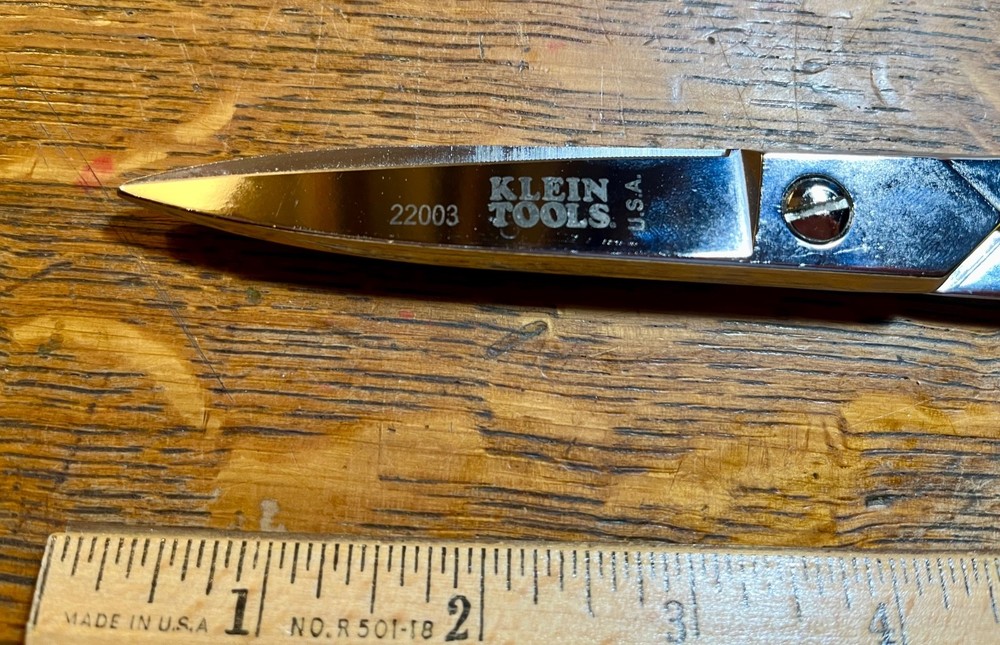 22003
KLEIN
TOOLS.
U.S.A.
1 2 3 4
MADE IN U.S.A NO. R 501-18